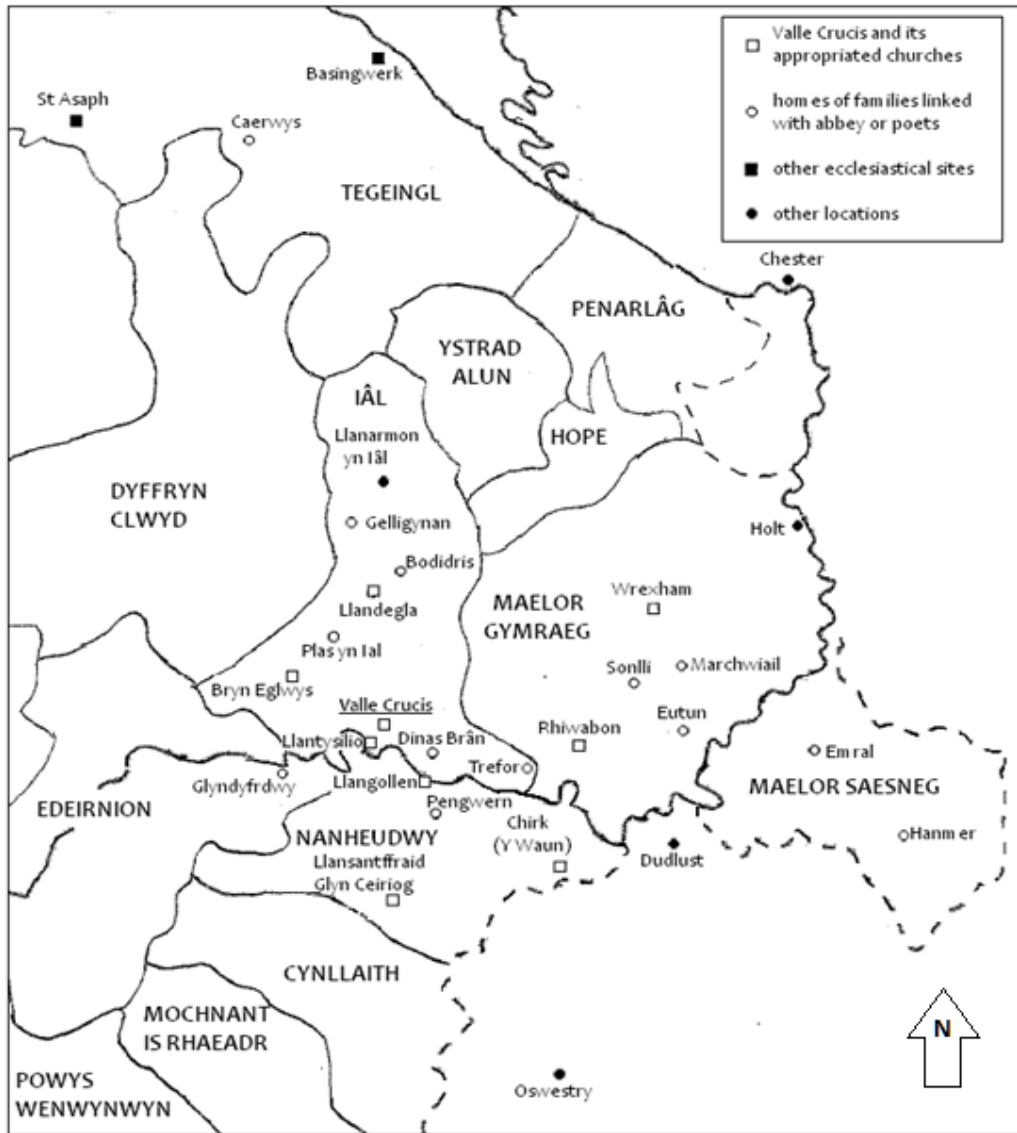 Valle Crucis and its
appropriated churches
homes of families linked
with abbey or poets
other ecclesiastical sites
other locations
Basingwerk
St Asaph
Caerwys
TEGEINGL
Chester
PENARLÂG
YSTRAD
ALUN
IÂL
HOPE
Llanarmon
yn Iâl
DYFFRYN
CLWYD
Gelligynan
Holt
Bodidris
Llandegla
Wrexham
MAELOR
GYMRAEG
Plas yn Ial
Sonlli
Marchwiail
Bryn Eglwys
Valle Crucis
Eutun
Rhiwabon
Llantysilio
Dinas Brân
Emral
Trefor
Glyndyfrdwy
Llangollen
MAELOR SAESNEG
EDEIRNION
Pengwern
Chirk
(Y Waun)
Hanmer
NANHEUDWY
Dudlust
Llansantffraid
Glyn Ceiriog
CYNLLAITH
MOCHNANT
IS RHAEADR
N
POWYS
WENWYNWYN
Oswestry